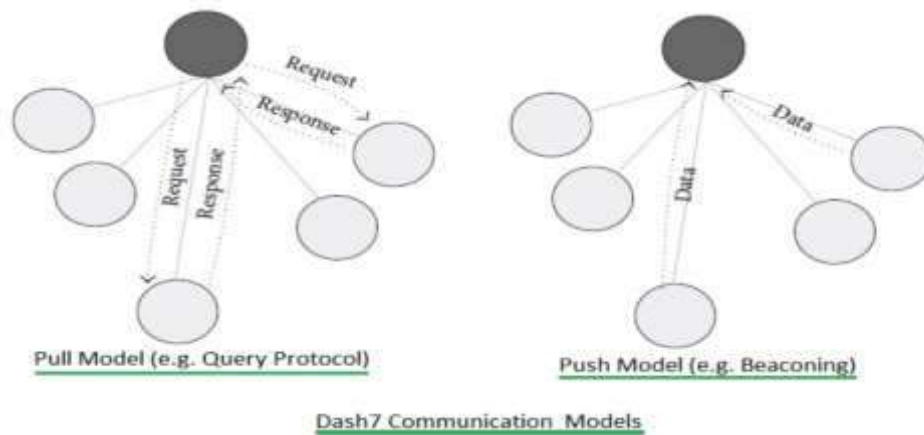 Request
Response
Request
Response
Pull Model (e.g. Query Protocol)
Data
Data
Push Model (e.g. Beaconing)
Dash7 Communication Models